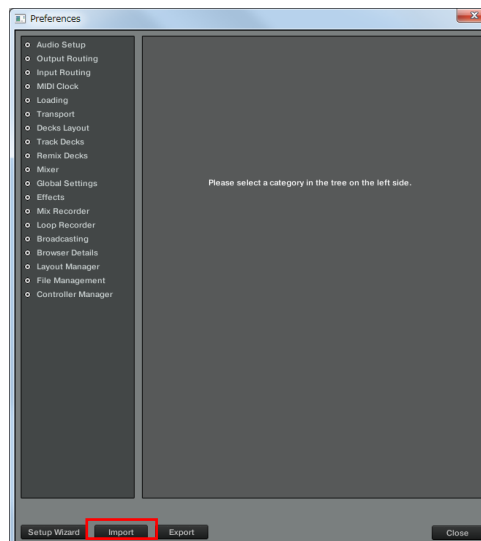 Preferences
Audio Setup
Output Routing
Input Routing
MIDI Clock
Loading
Transport
Decks Layout
Track Decks
Remix Decks
Mixer
Global Settings
Effects
Mix Recorder
Loop Recorder
Broadcasting
Browser Details
Layout Manager
File Management
Controller Manager
Please select a category in the tree on the left side.
Setup Wizard Import Export Close